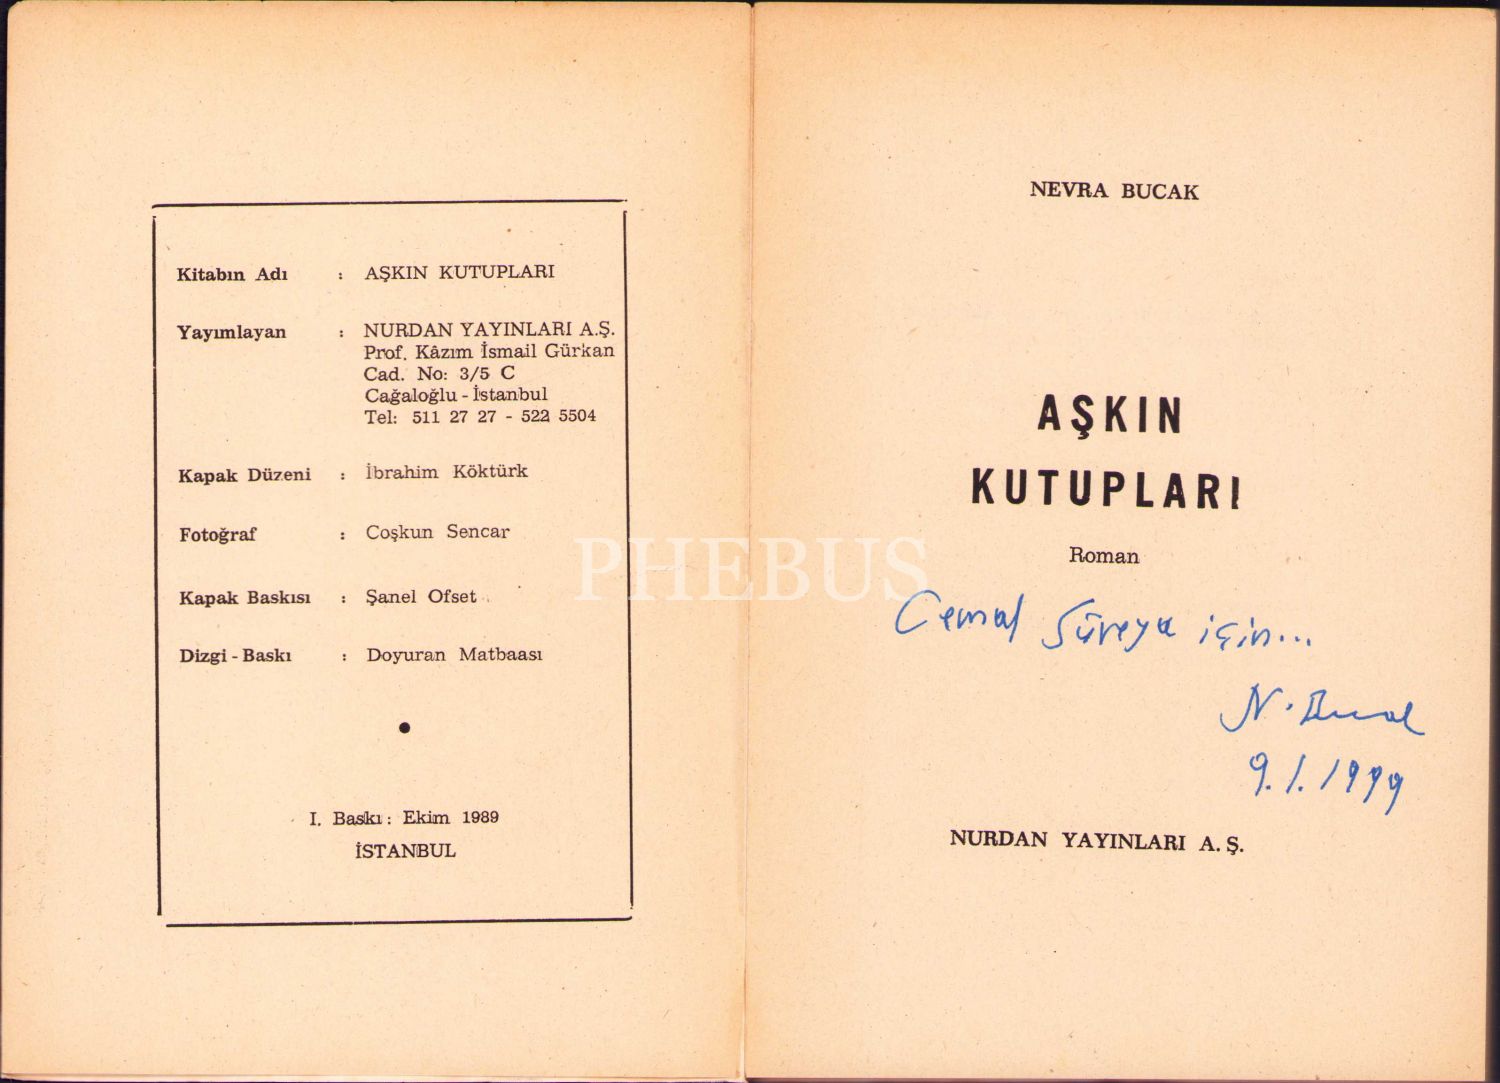 Kitabın Adı : AŞKIN KUTUPLARI
Yayımlayan : NURDAN YAYINLARI A.Ş.
Prof. Kâzım İsmail Gürkan
Cad. No: 3/5 C
Cağaloğlu - İstanbul
Tel: 511 27 27 - 522 5504
Kapak Düzeni : İbrahim Köktürk
Fotoğraf : Coşkun Sencar
Kapak Baskısı : Şanel Ofset
Dizgi - Baskı : Doyuran Matbaası
I. Baskı : Ekim 1989
İSTANBUL
NEVRA BUCAK
AŞKIN
KUTUPLARI
Roman
PHEBUS
Cemal Süreya için...
N. Bucak
9.1.1999
NURDAN YAYINLARI A.Ş.